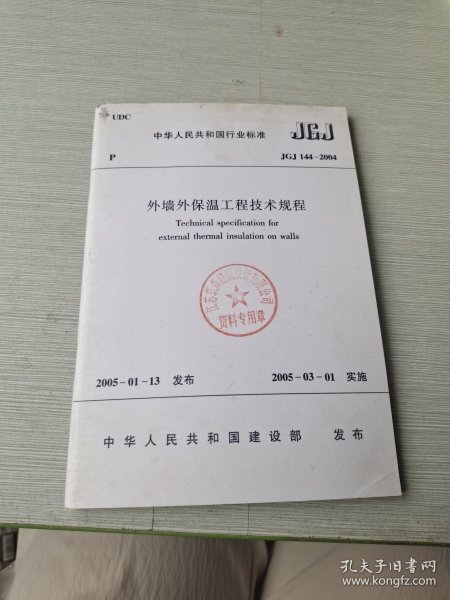 UDC
中华人民共和国行业标准
JGJ
P
JGJ 144-2004
外墙外保温工程技术规程
Technical specification for
external thermal insulation on walls
资料专用章
2005-01-13 发布
2005-03-01 实施
中华人民共和国建设部 发布
孔夫子旧书网
www.kongfz.com